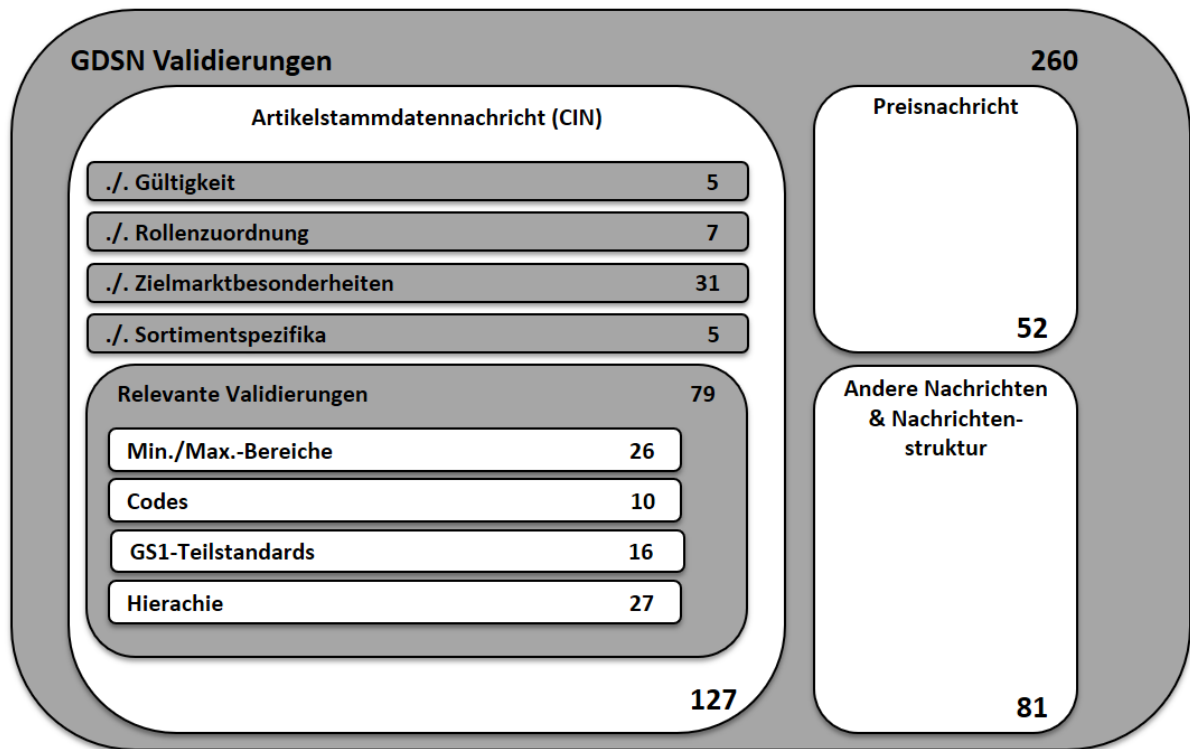 GDSN Validierungen 260
Artikelstammdatennachricht (CIN)
./. Gültigkeit 5
./. Rollenzuordnung 7
./. Zielmarktbesonderheiten 31
./. Sortimentspezifika 5
Relevante Validierungen 79
Min./Max.-Bereiche 26
Codes 10
GS1-Teilstandards 16
Hierachie 27
127
Preisnachricht
52
Andere Nachrichten
& Nachrichten-
struktur
81